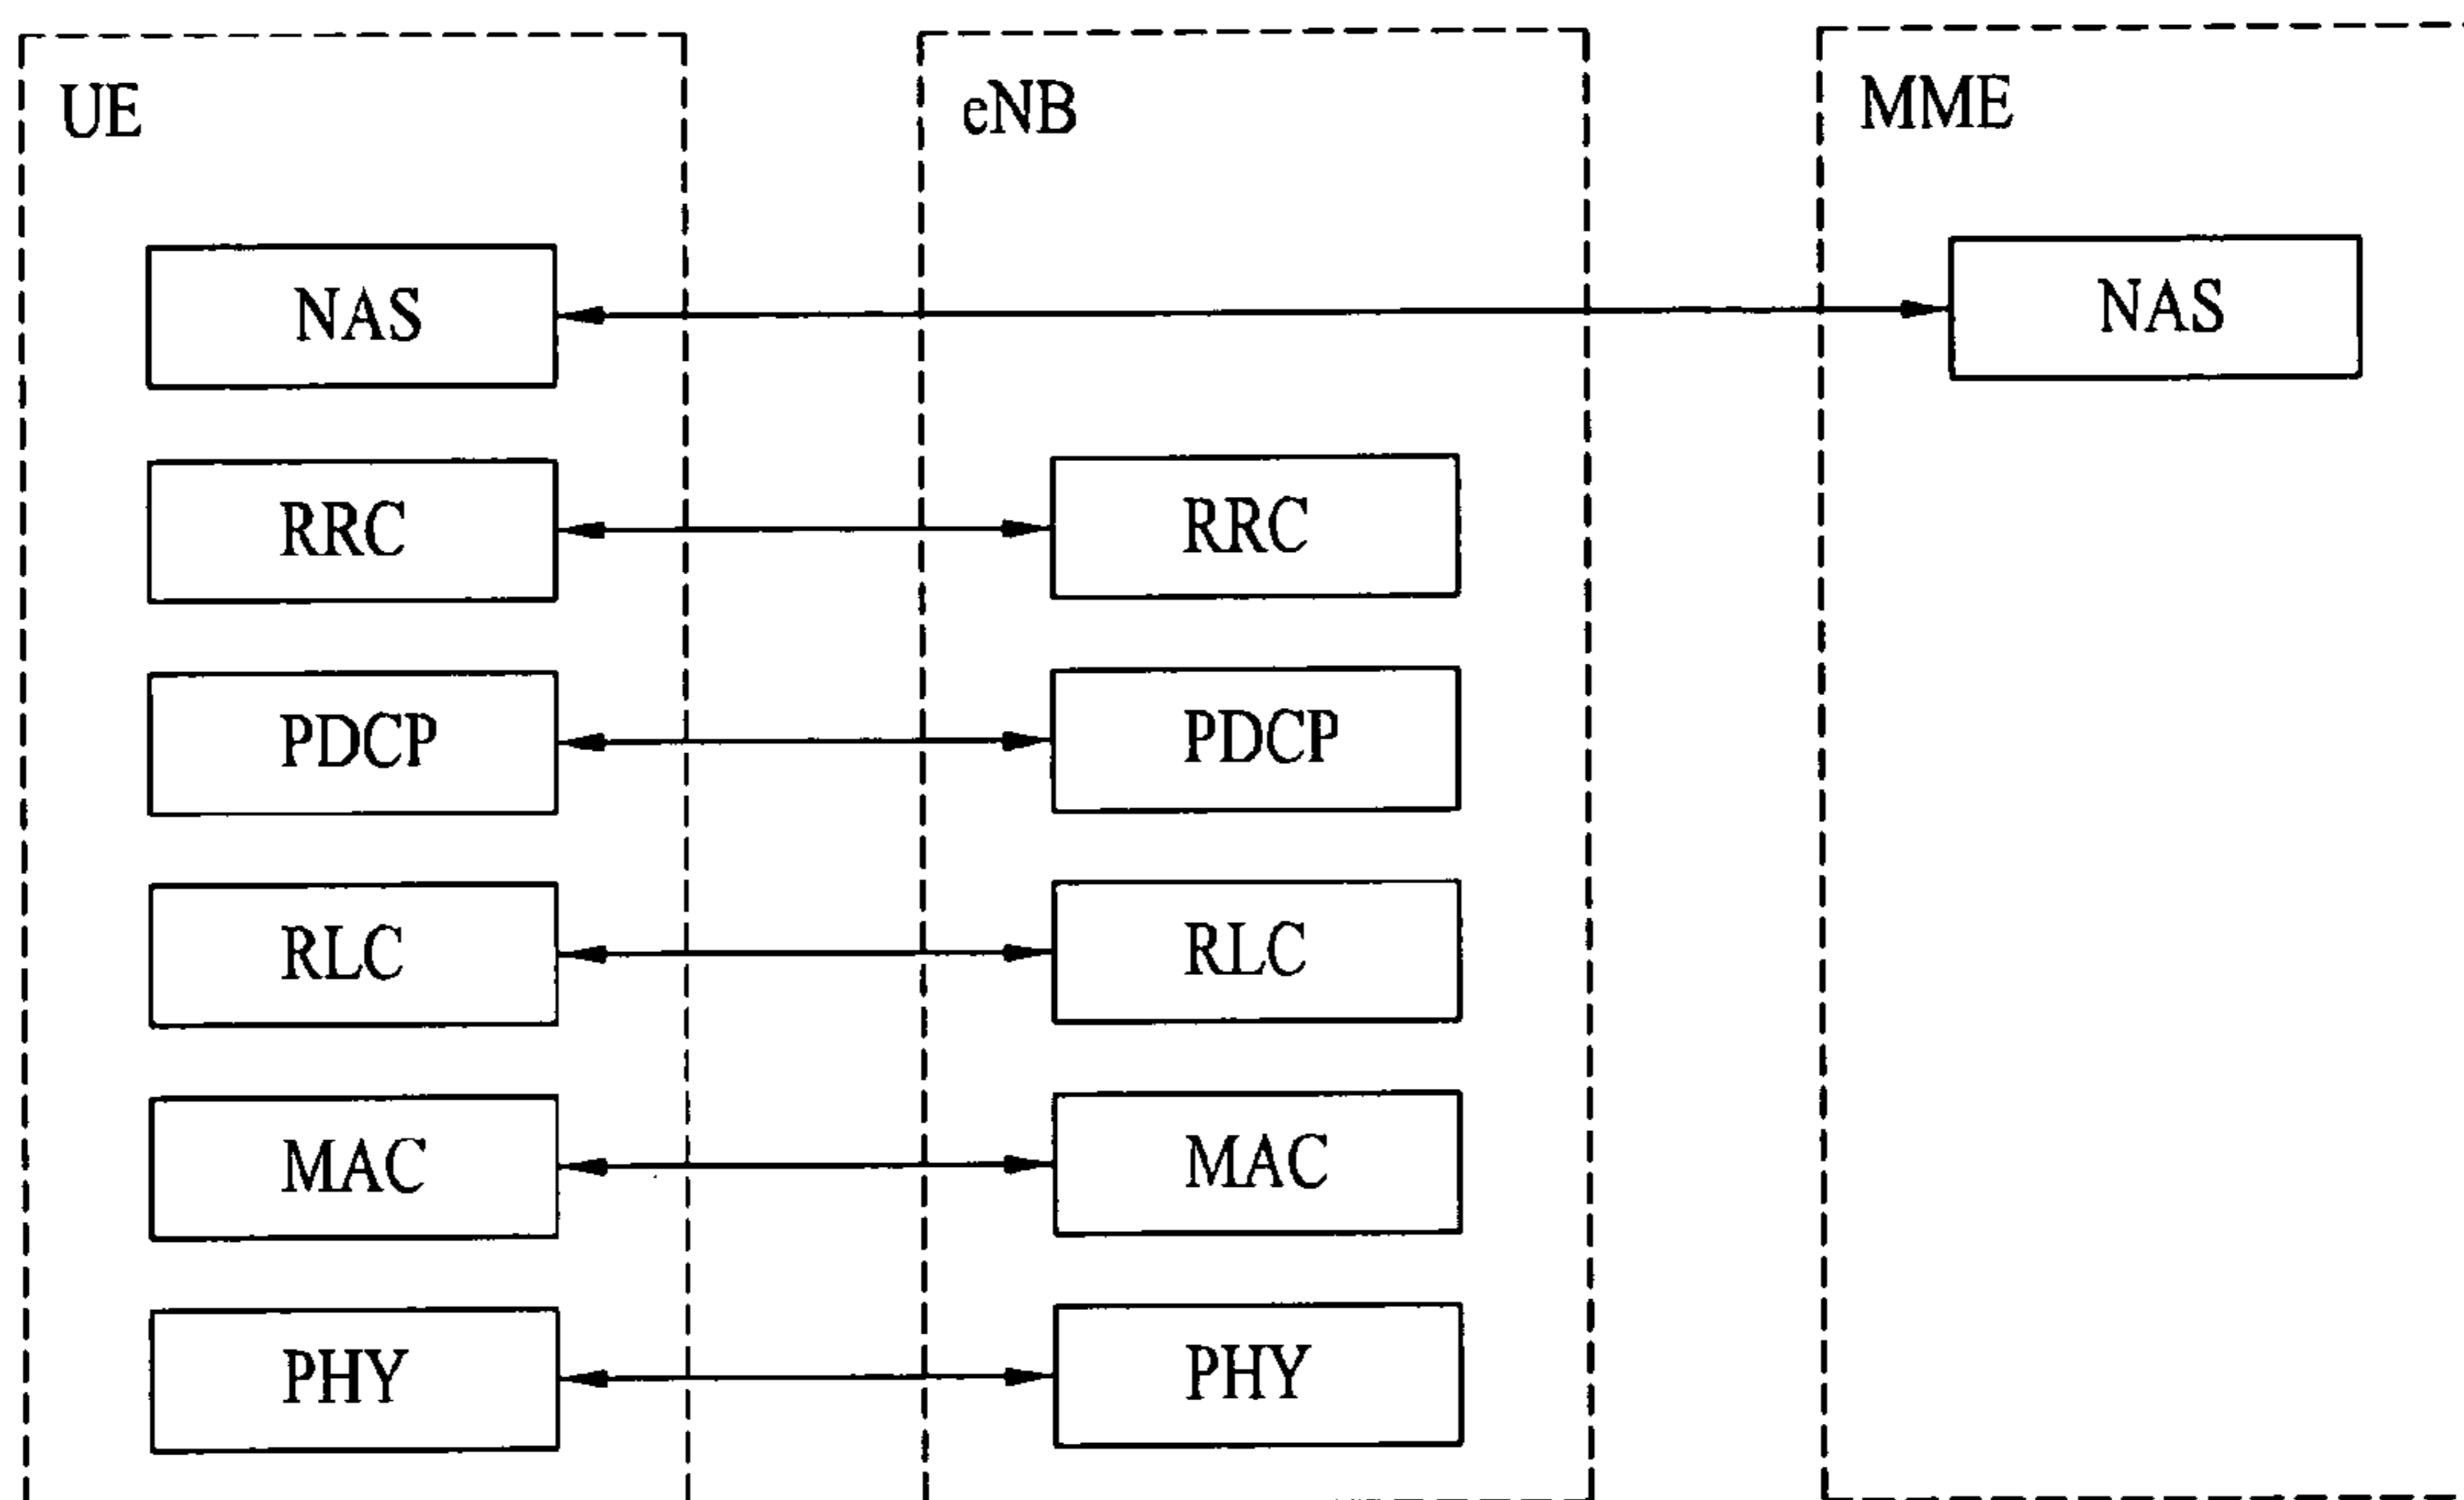 UE
eNB
MME
NAS
NAS
RRC
RRC
PDCP
PDCP
RLC
RLC
MAC
MAC
PHY
PHY